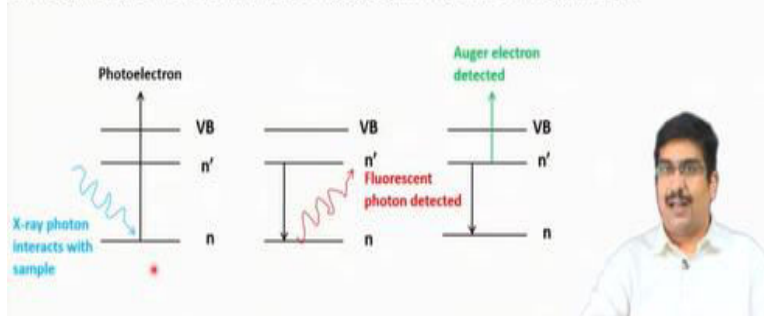 Photoelectron
VB
n'
n
X-ray photon
interacts with
sample
VB
n'
Fluorescent
photon detected
n
Auger electron
detected
VB
n'
n